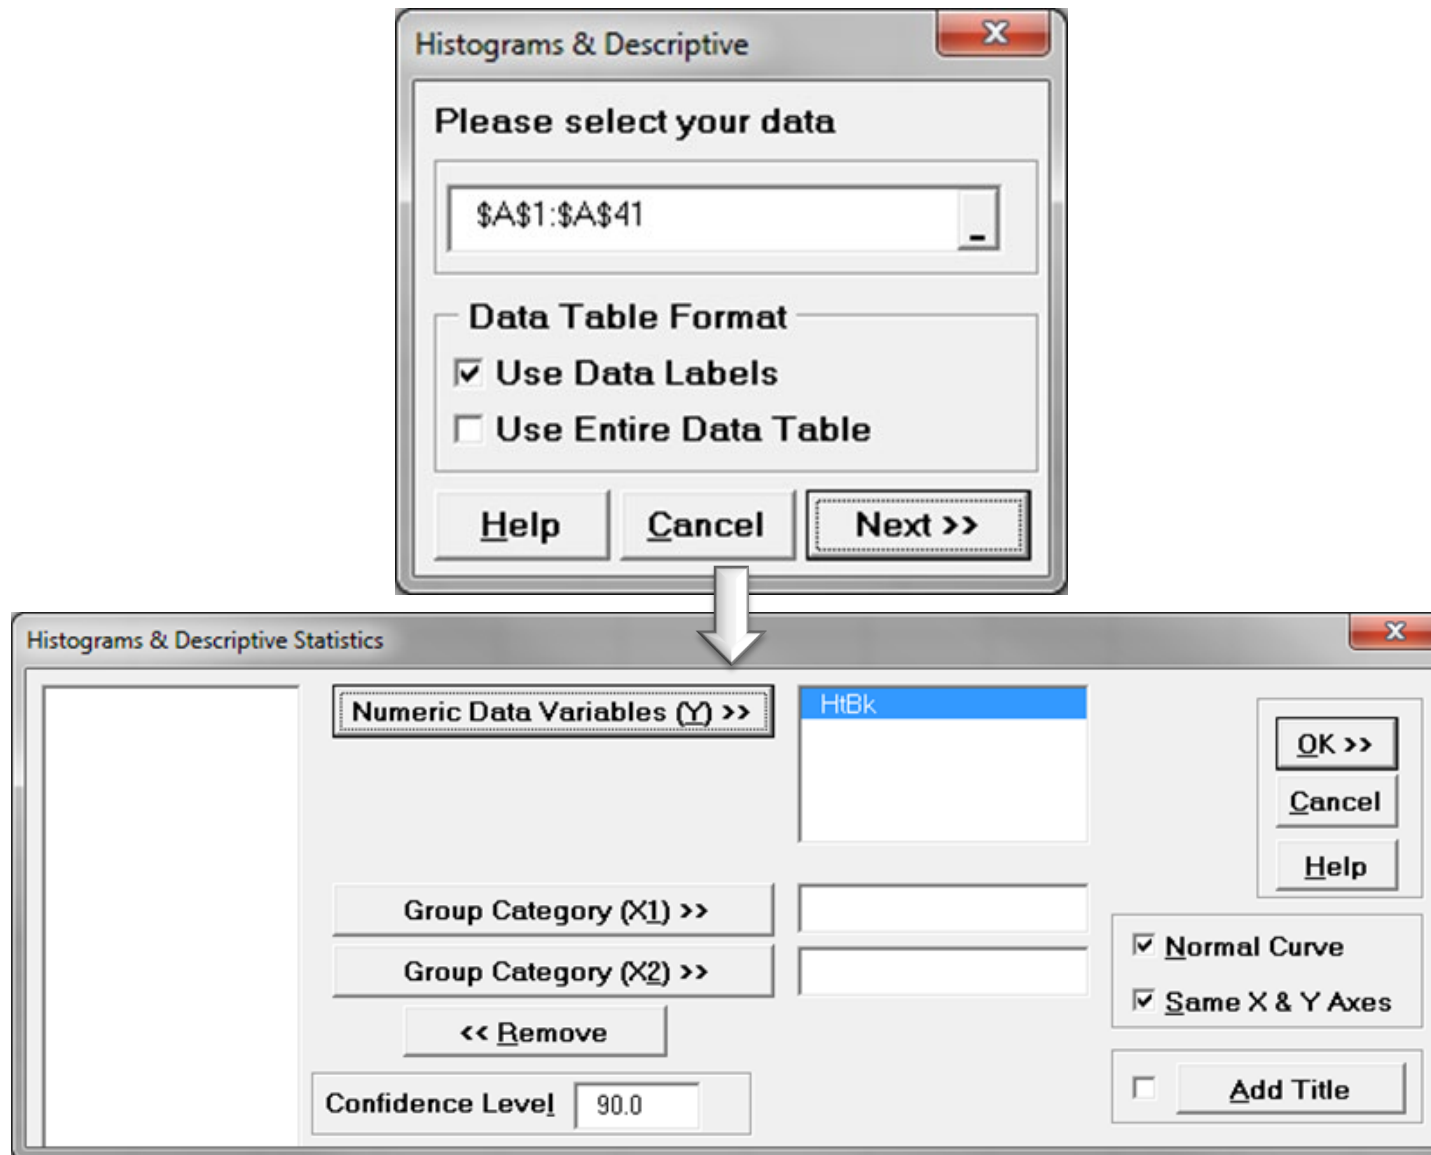 Histograms & Descriptive
Please select your data
$A$1:$A$41
Data Table Format
Use Data Labels
Use Entire Data Table
Help
Cancel
Next >>
Histograms & Descriptive Statistics
Numeric Data Variables (Y) >>
HtBk
OK >>
Cancel
Help
Group Category (X1) >>
Group Category (X2) >>
Normal Curve
Same X & Y Axes
<< Remove
Confidence Level 90.0
Add Title